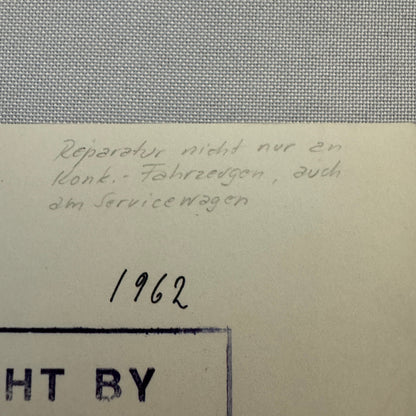 Reparatur nicht nur an
Konk.-Fahrzeugen, auch
am Servicewagen
1962
HT BY